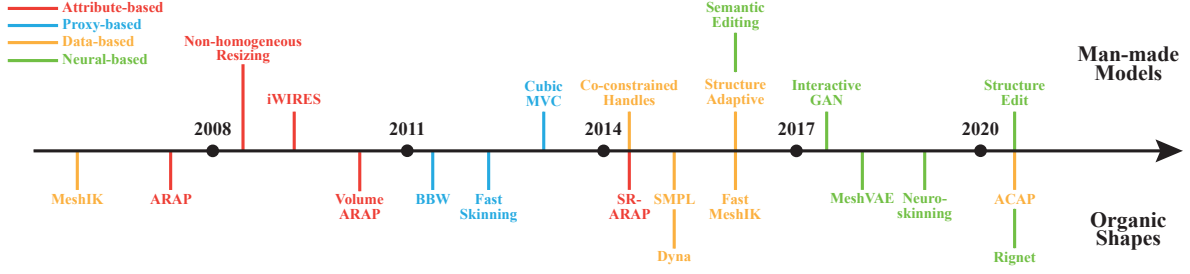 Attribute-based
Proxy-based
Data-based
Neural-based
Non-homogeneous
Resizing
iWIRES
Cubic
MVC
Co-constrained
Handles
Semantic
Editing
Structure
Adaptive
Interactive
GAN
Structure
Edit
Man-made
Models
2008
2011
2014
2017
2020
MeshIK
ARAP
Volume
ARAP
BBW
Fast
Skinning
SR-
ARAP
SMPL
Dyna
Fast
MeshIK
MeshVAE
Neuro-
skinning
ACAP
Rignet
Organic
Shapes